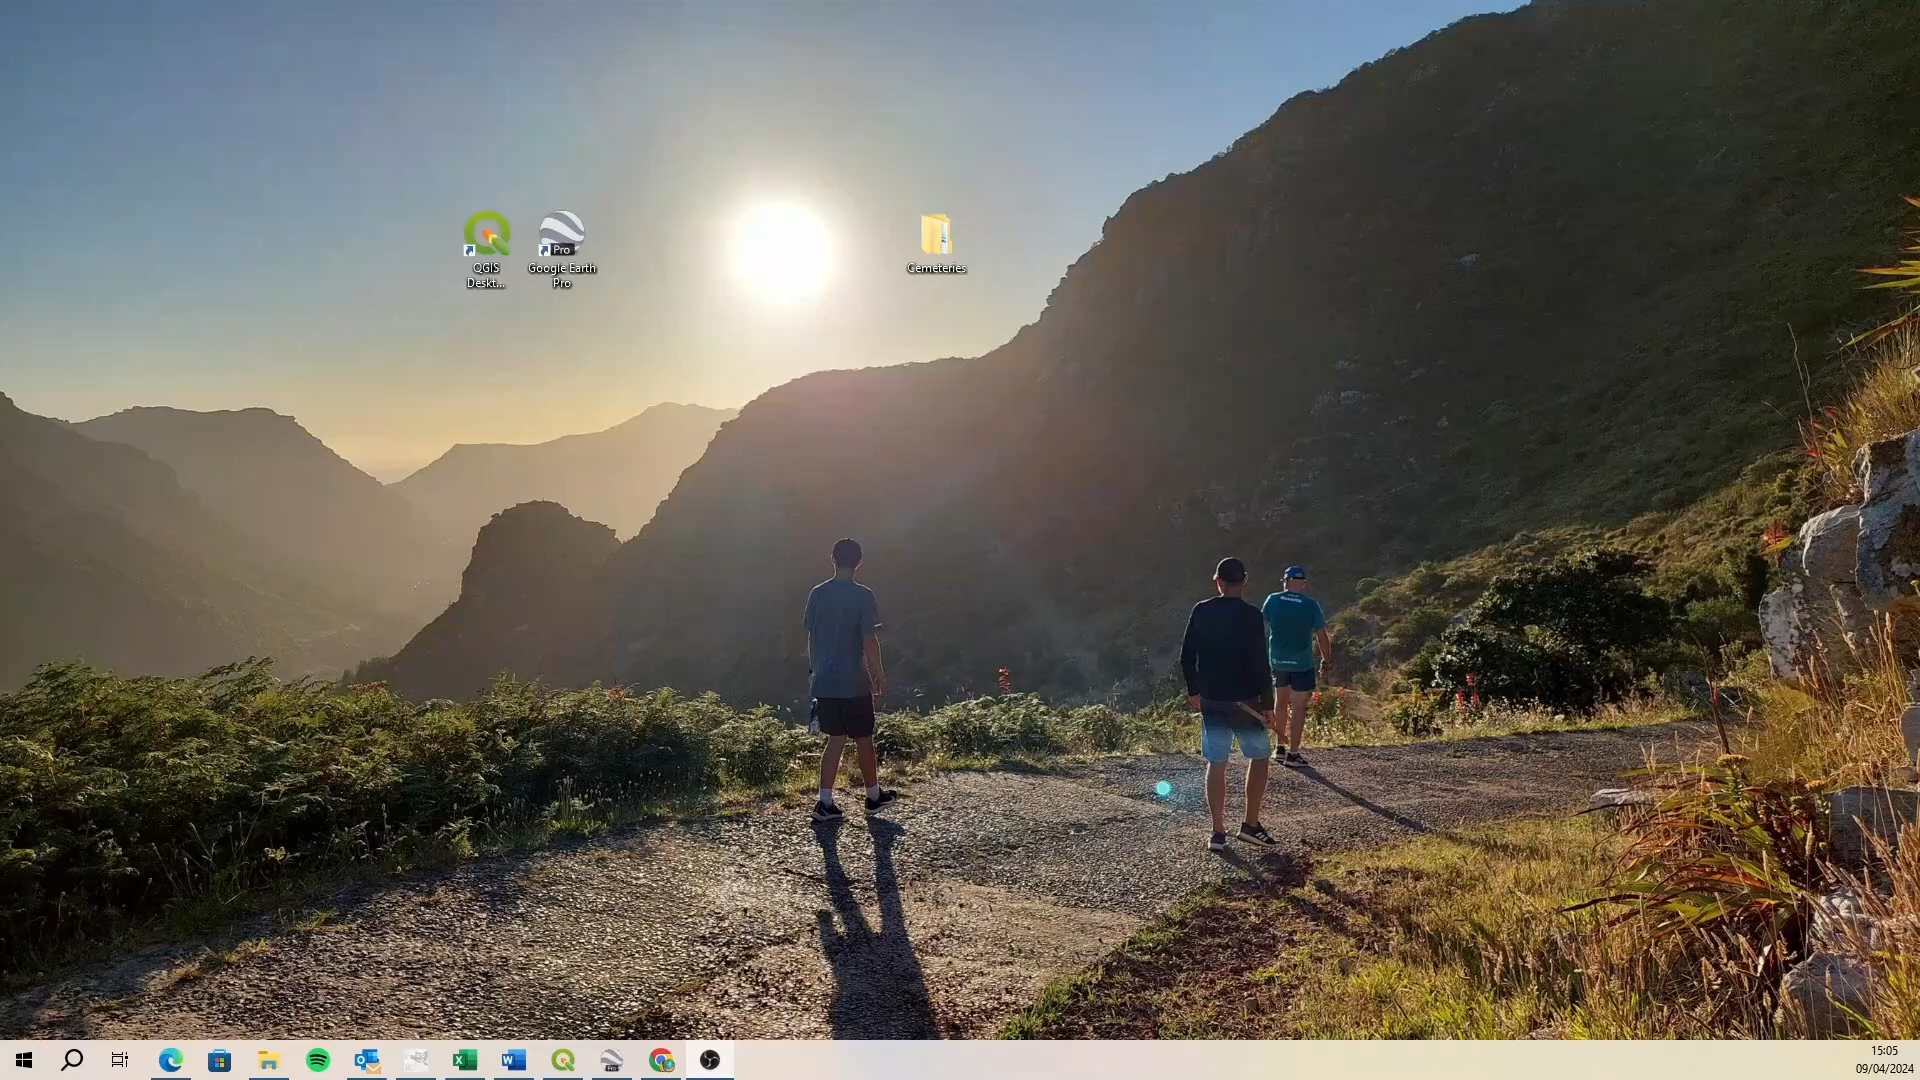 QGIS
Deskt...
Pro
Google Earth
Pro
Cemeteries
15:05
09/04/2024